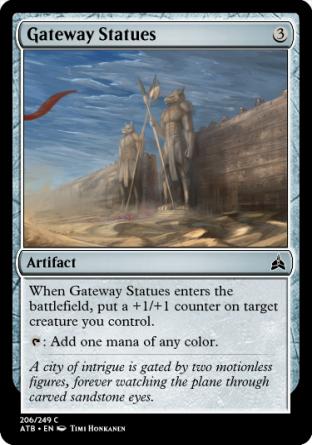 Gateway Statues 3
Artifact
When Gateway Statues enters the
battlefield, put a +1/+1 counter on target
creature you control.
: Add one mana of any color.
A city of intrigue is gated by two motionless
figures, forever watching the plane through
carved sandstone eyes.
206/249 C
ATB • EN Timi Honkanen